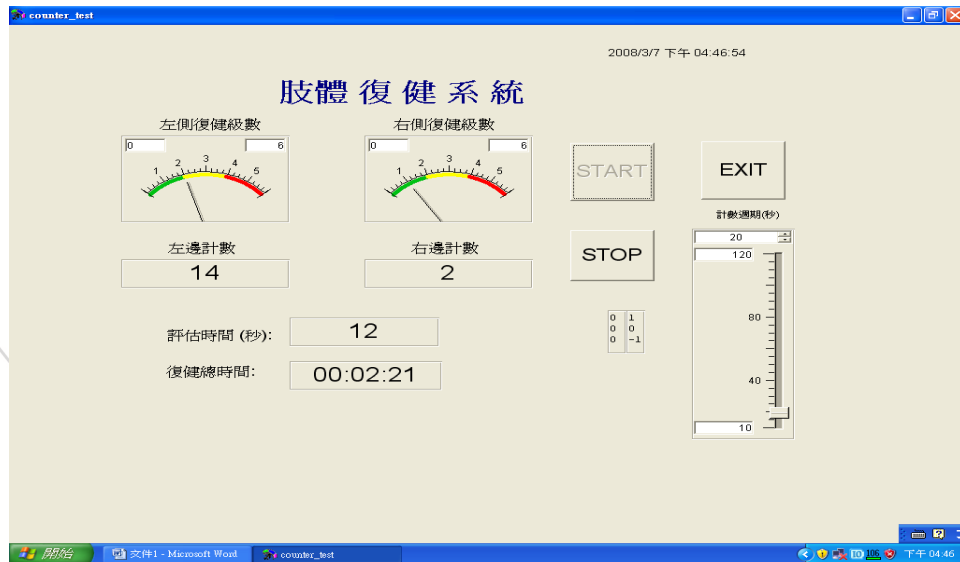 counter_test
2008/3/7 下午 04:46:54
肢體復健系統
左側復健級數
右側復健級數
0 6
0 6
1 2 3 4 5
1 2 3 4 5
START
EXIT
計數週期(秒)
左邊計數
右邊計數
14
2
STOP
20
120
80
40
10
評估時間 (秒):
12
0 1
0 0
0 -1
復健總時間:
00:02:21
開始
文件1 - Microsoft Word
counter_test
106
下午 04:46